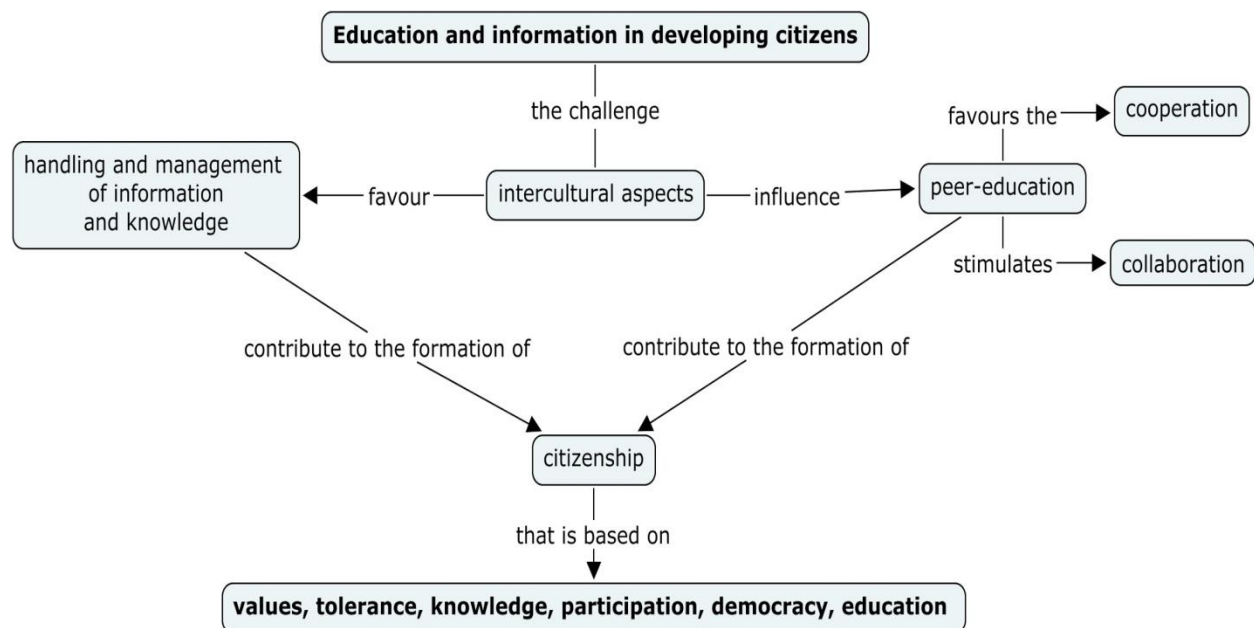 Education and information in developing citizens
the challenge
favours the
cooperation
handling and management
of information
and knowledge
favour
intercultural aspects
influence
peer-education
stimulates
collaboration
contribute to the formation of
contribute to the formation of
citizenship
that is based on
values, tolerance, knowledge, participation, democracy, education